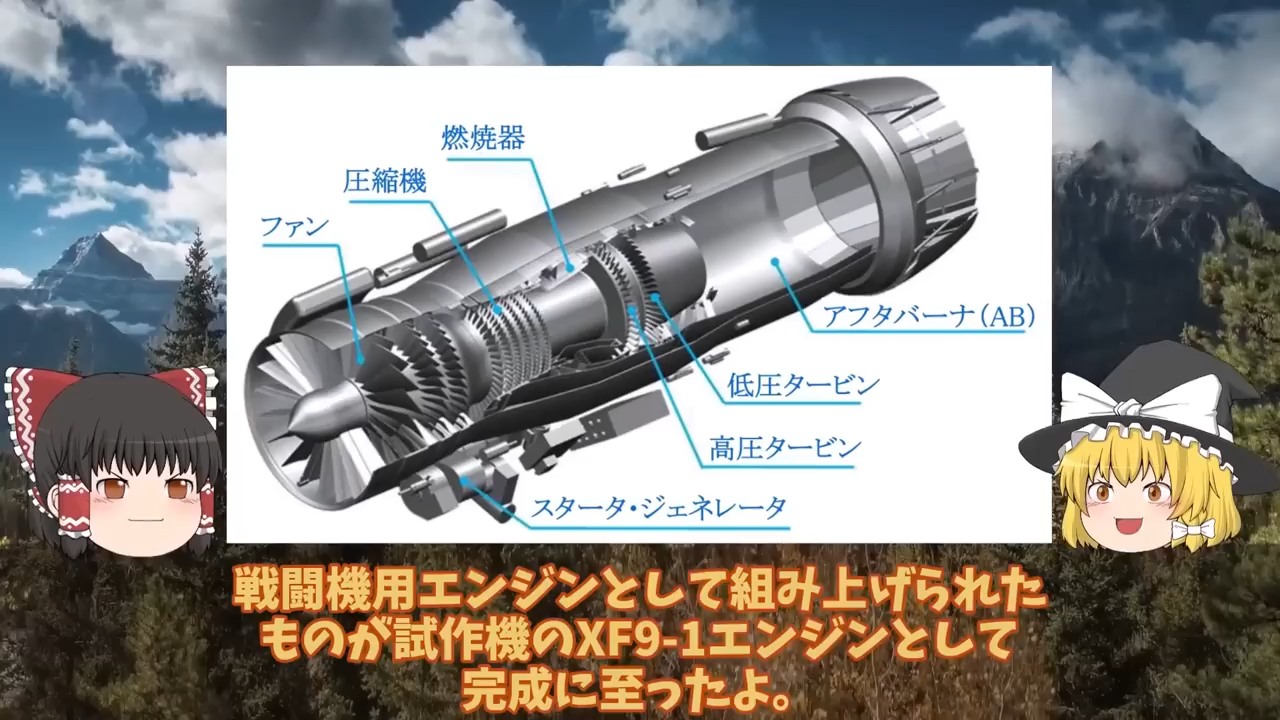 燃焼器
圧縮機
ファン
アフタバーナ(AB)
低圧タービン
高圧タービン
スタータ・ジェネレータ
戦闘機用エンジンとして組み上げられた
ものが試作機のXF9-1エンジンとして
完成に至ったよ。